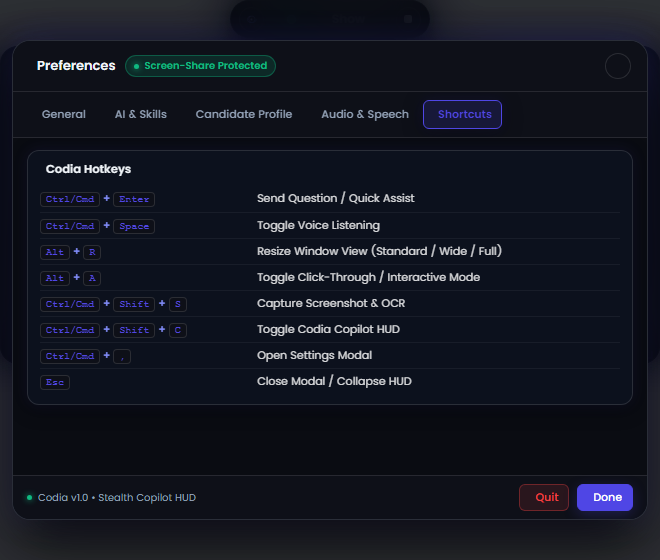 Preferences Screen-Share Protected
General AI & Skills Candidate Profile Audio & Speech Shortcuts
Codia Hotkeys
Ctrl/Cmd + Enter Send Question / Quick Assist
Ctrl/Cmd + Space Toggle Voice Listening
Alt + R Resize Window View (Standard / Wide / Full)
Alt + A Toggle Click-Through / Interactive Mode
Ctrl/Cmd + Shift + S Capture Screenshot & OCR
Ctrl/Cmd + Shift + C Toggle Codia Copilot HUD
Ctrl/Cmd + , Open Settings Modal
Esc Close Modal / Collapse HUD
Codia v1.0 • Stealth Copilot HUD Quit Done